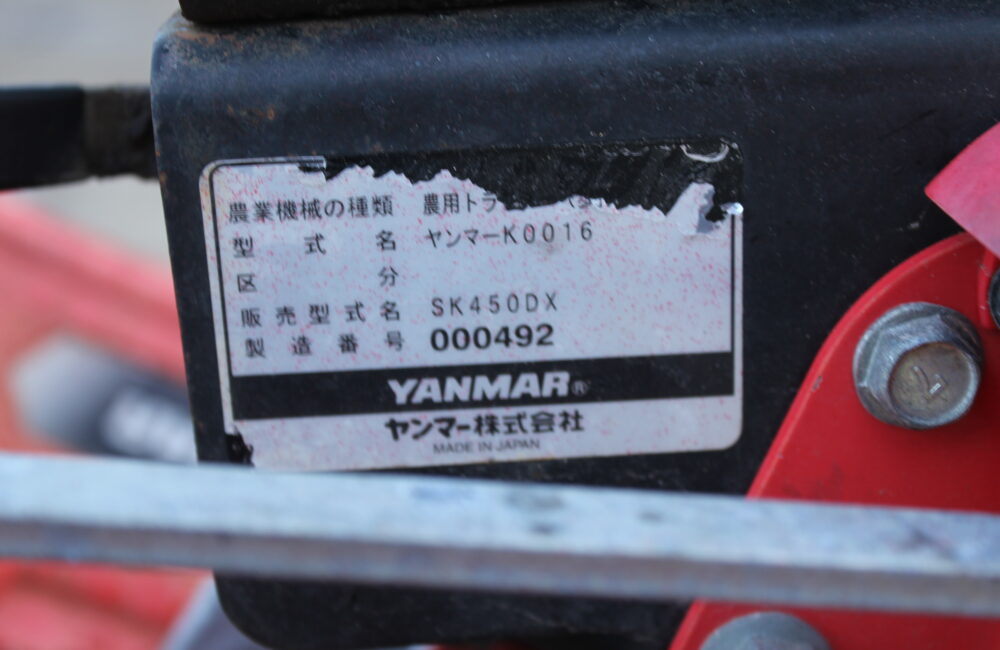 農業機械の種類 農用トラ
型式名 ヤンマーK0016
区分
販売型式名 SK450DX
製造番号 000492
YANMAR®
ヤンマー株式会社
MADE IN JAPAN